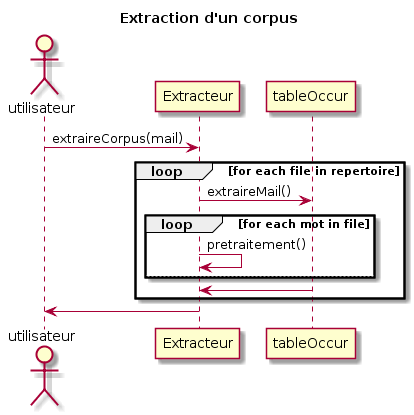 Extraction d'un corpus
utilisateur
Extracteur
tableOccur
extraireCorpus(mail)
loop [for each file in repertoire]
extraireMail()
loop [for each mot in file]
pretraitement()
utilisateur
Extracteur
tableOccur